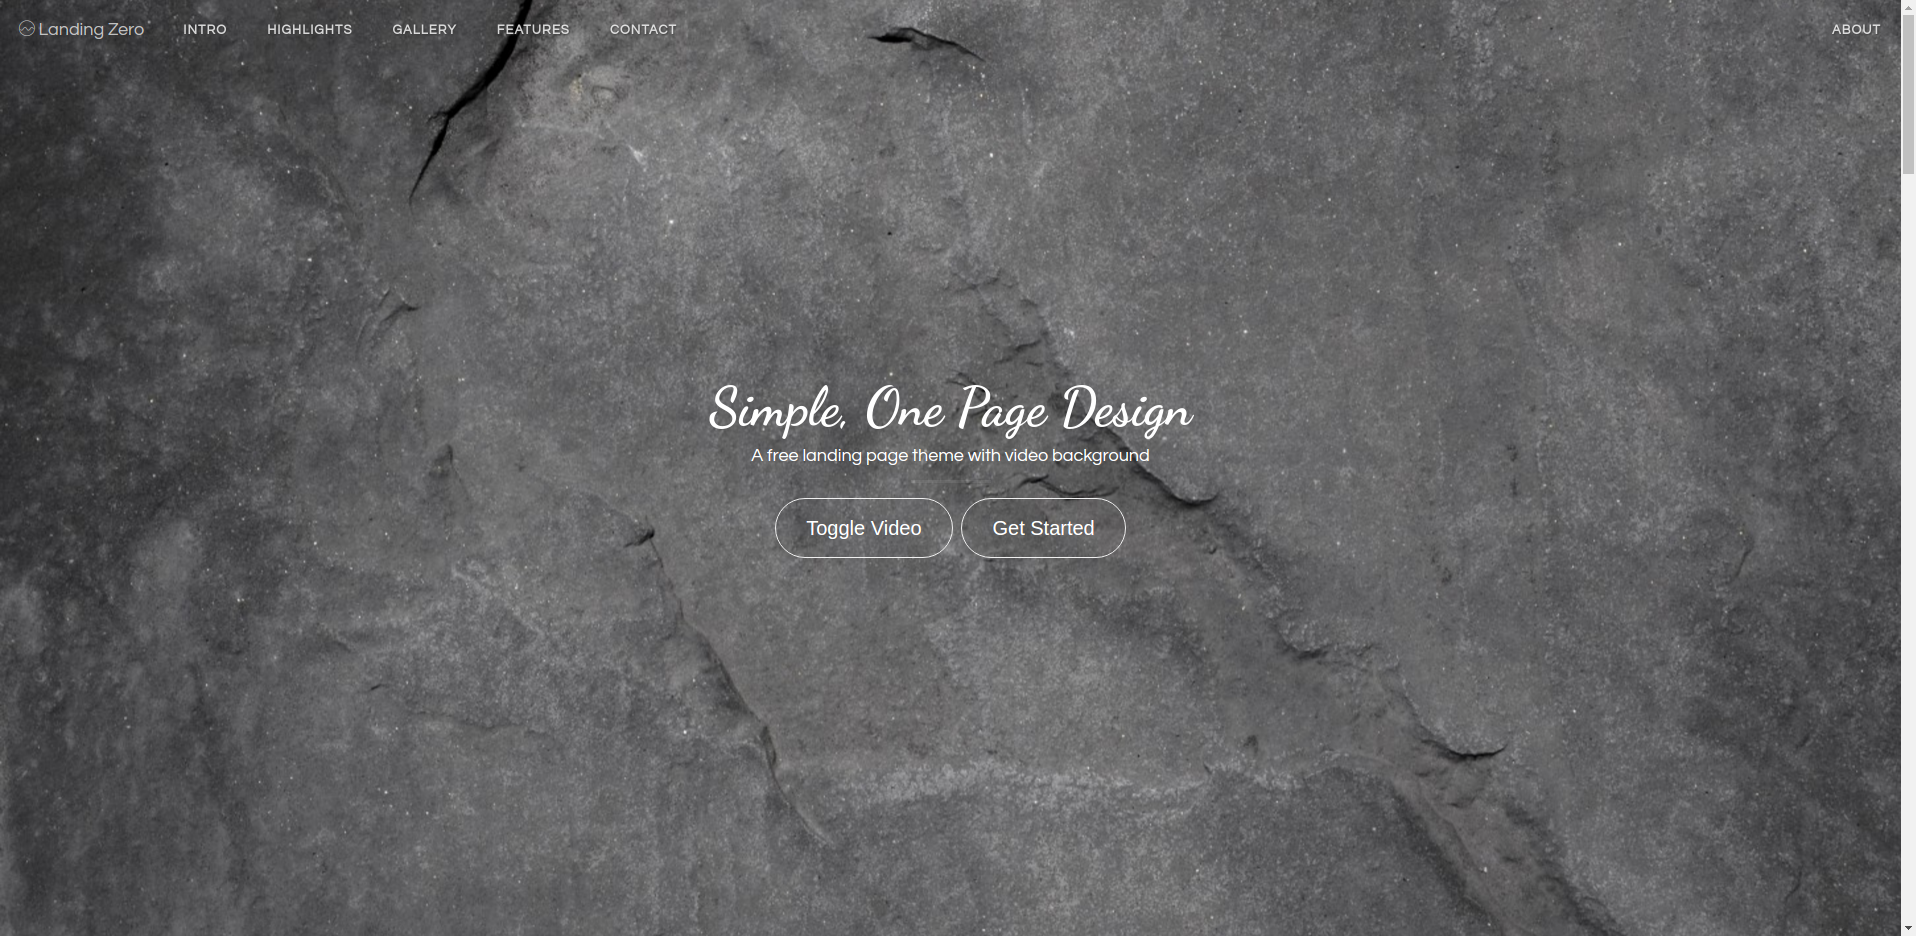 Landing Zero INTRO HIGHLIGHTS GALLERY FEATURES CONTACT ABOUT
Simple, One Page Design
A free landing page theme with video background
Toggle Video Get Started